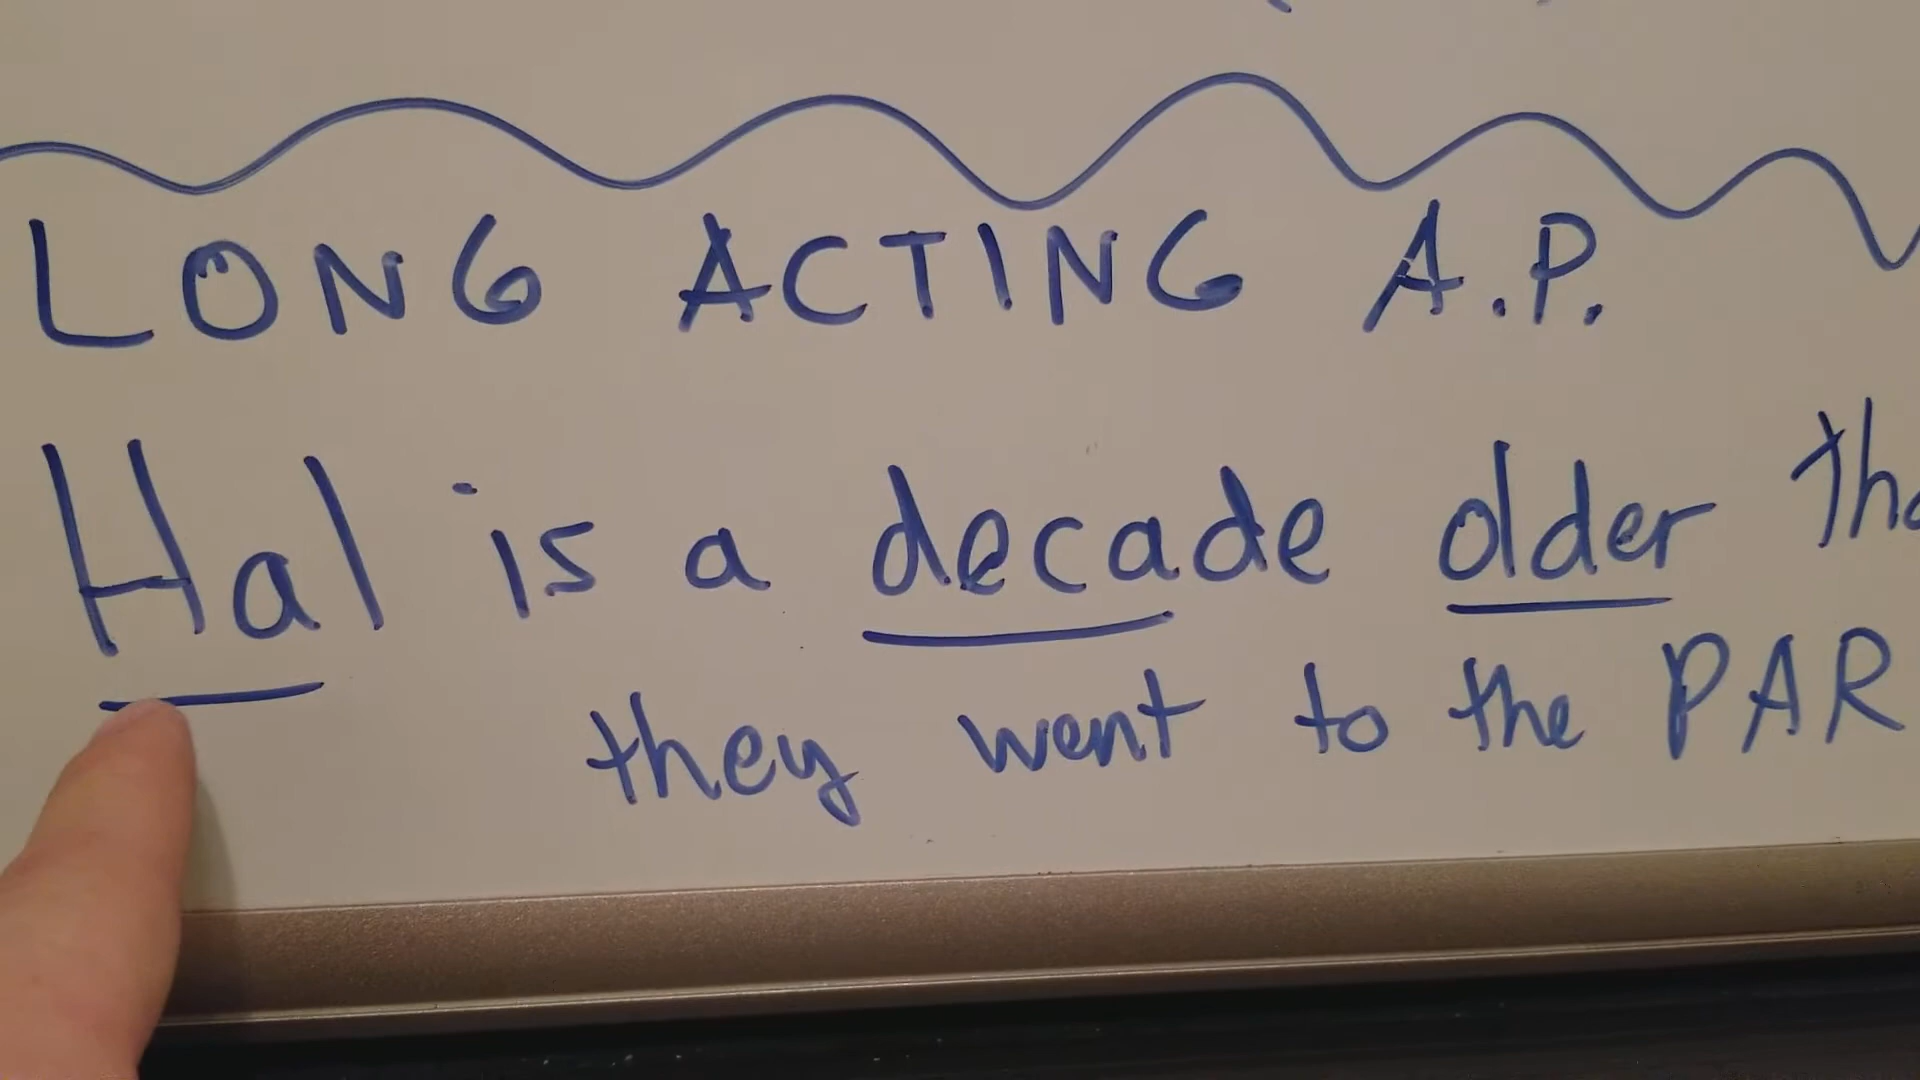 LONG ACTING A.P.
Hal is a decade older
they went to the PAR